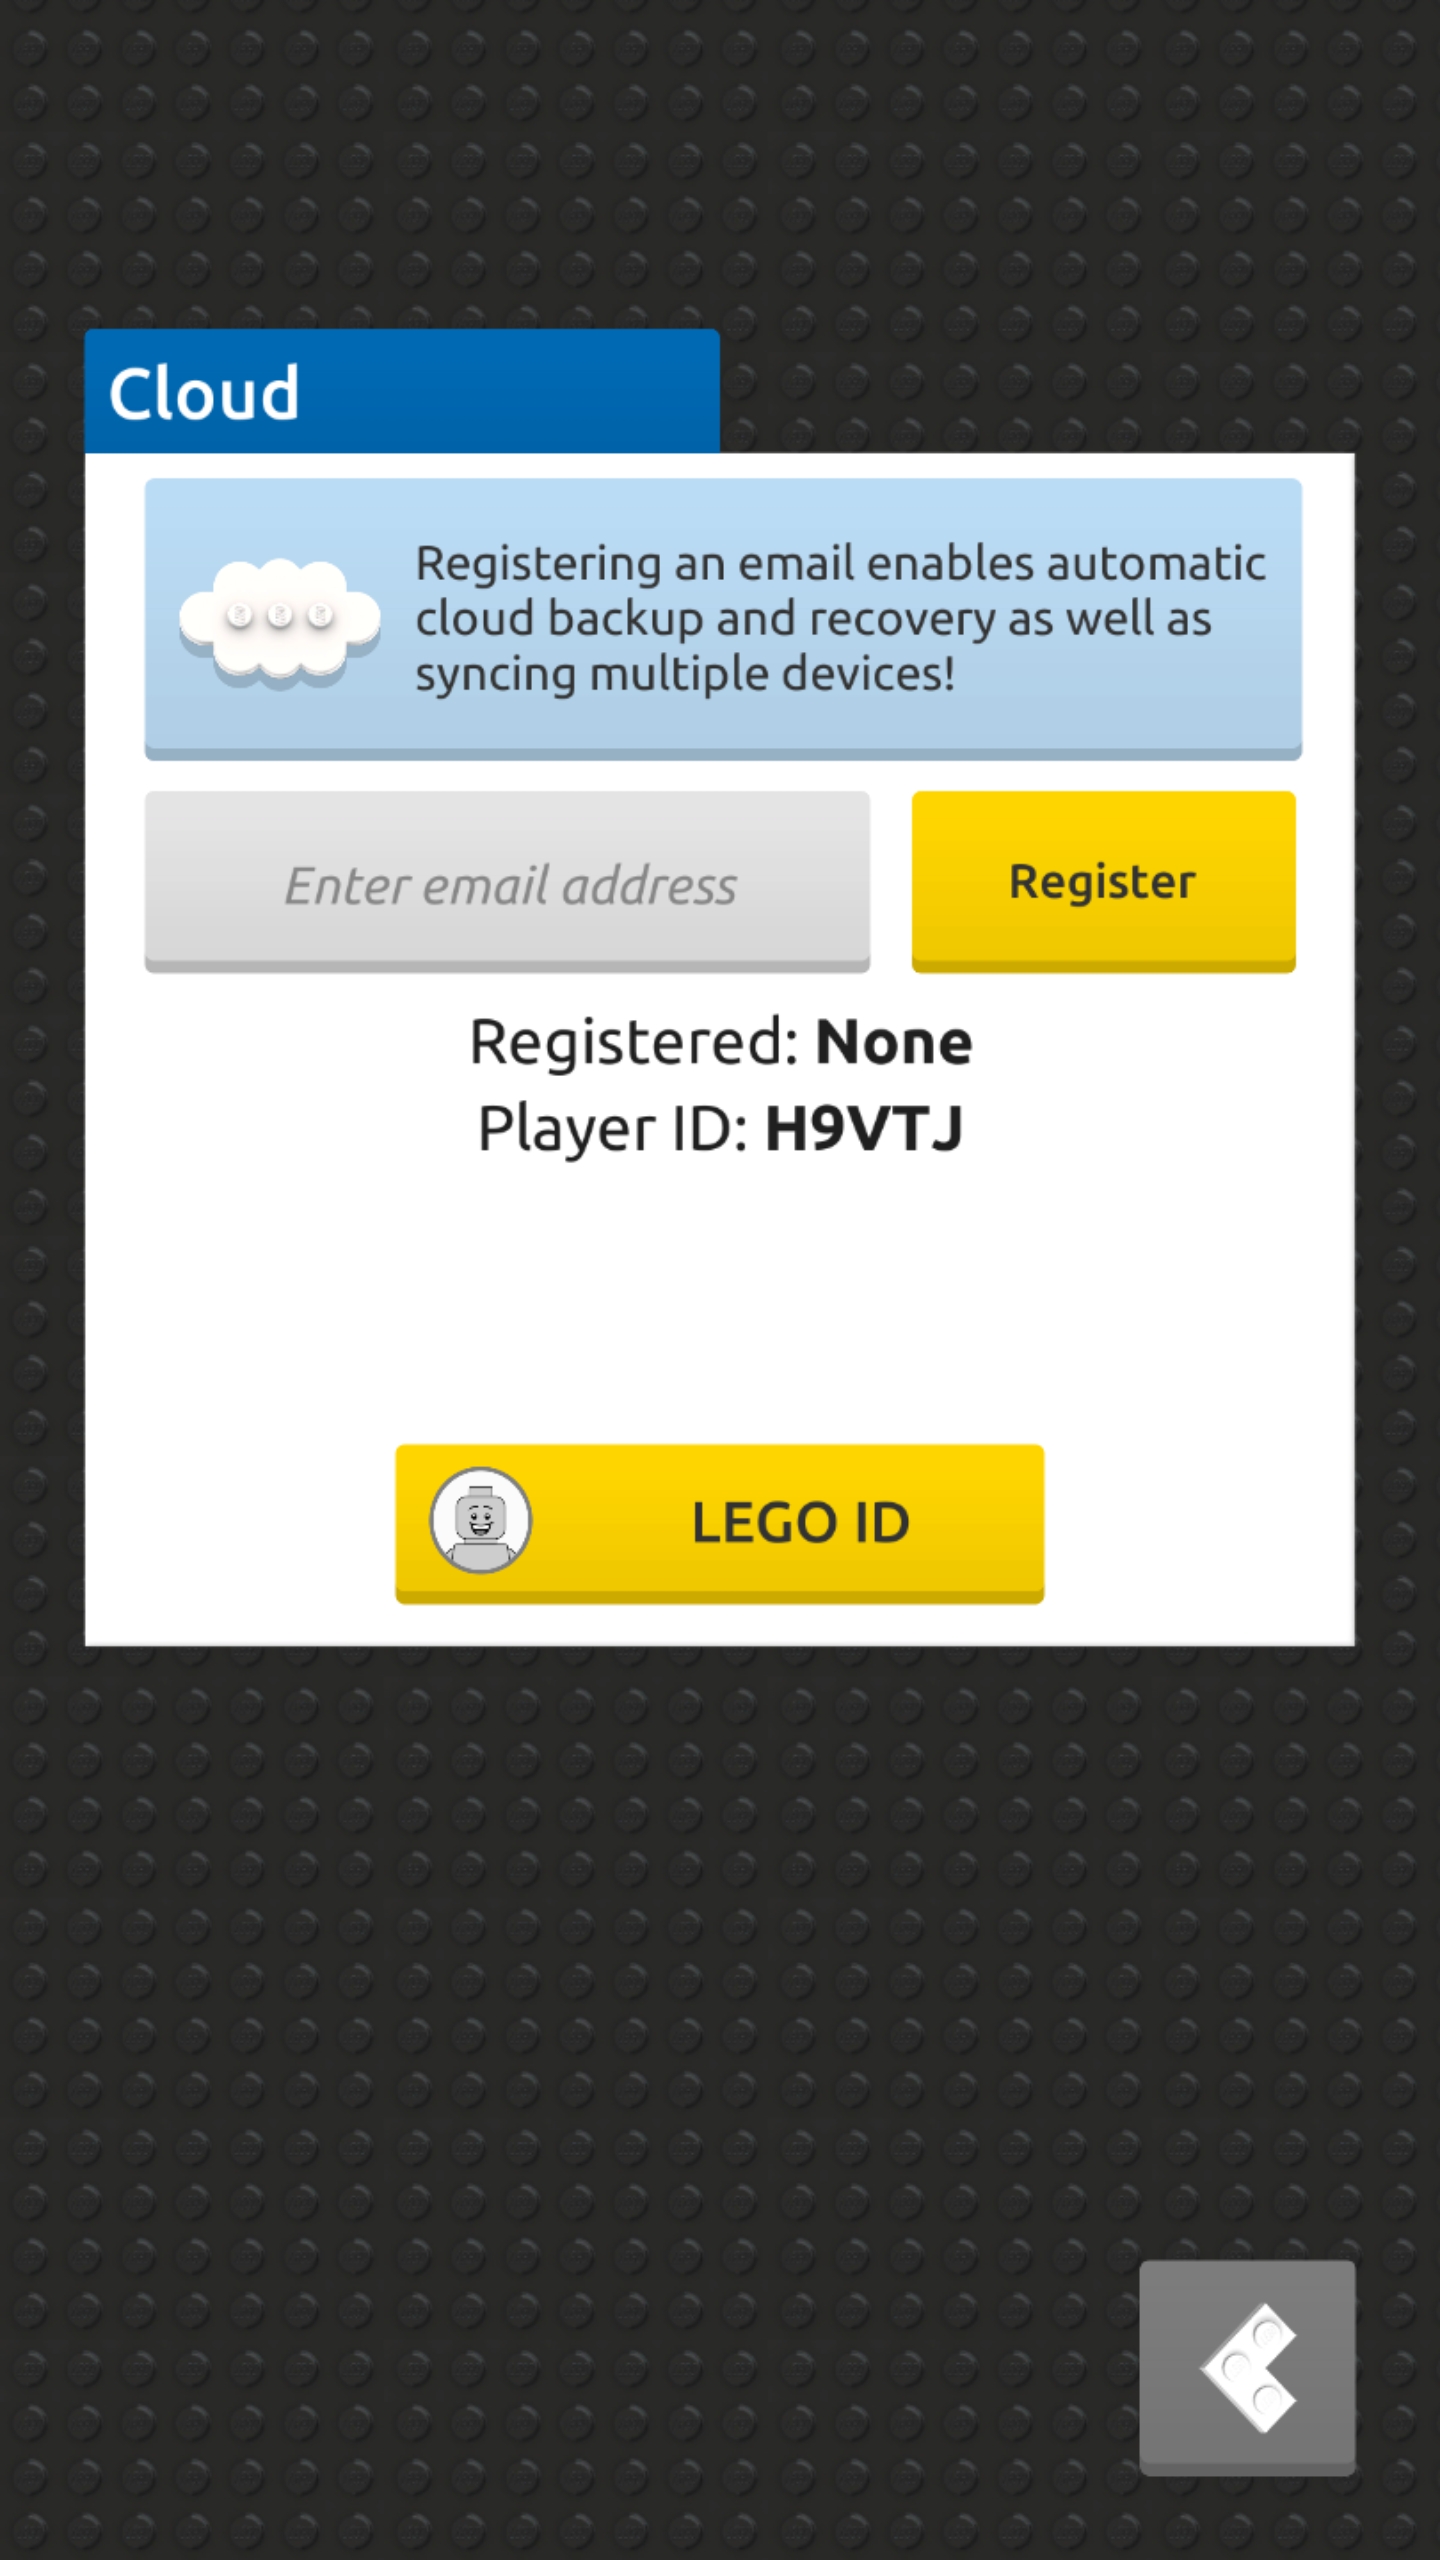 Cloud
Registering an email enables automatic
cloud backup and recovery as well as
syncing multiple devices!
Enter email address
Register
Registered: None
Player ID: H9VTJ
LEGO ID